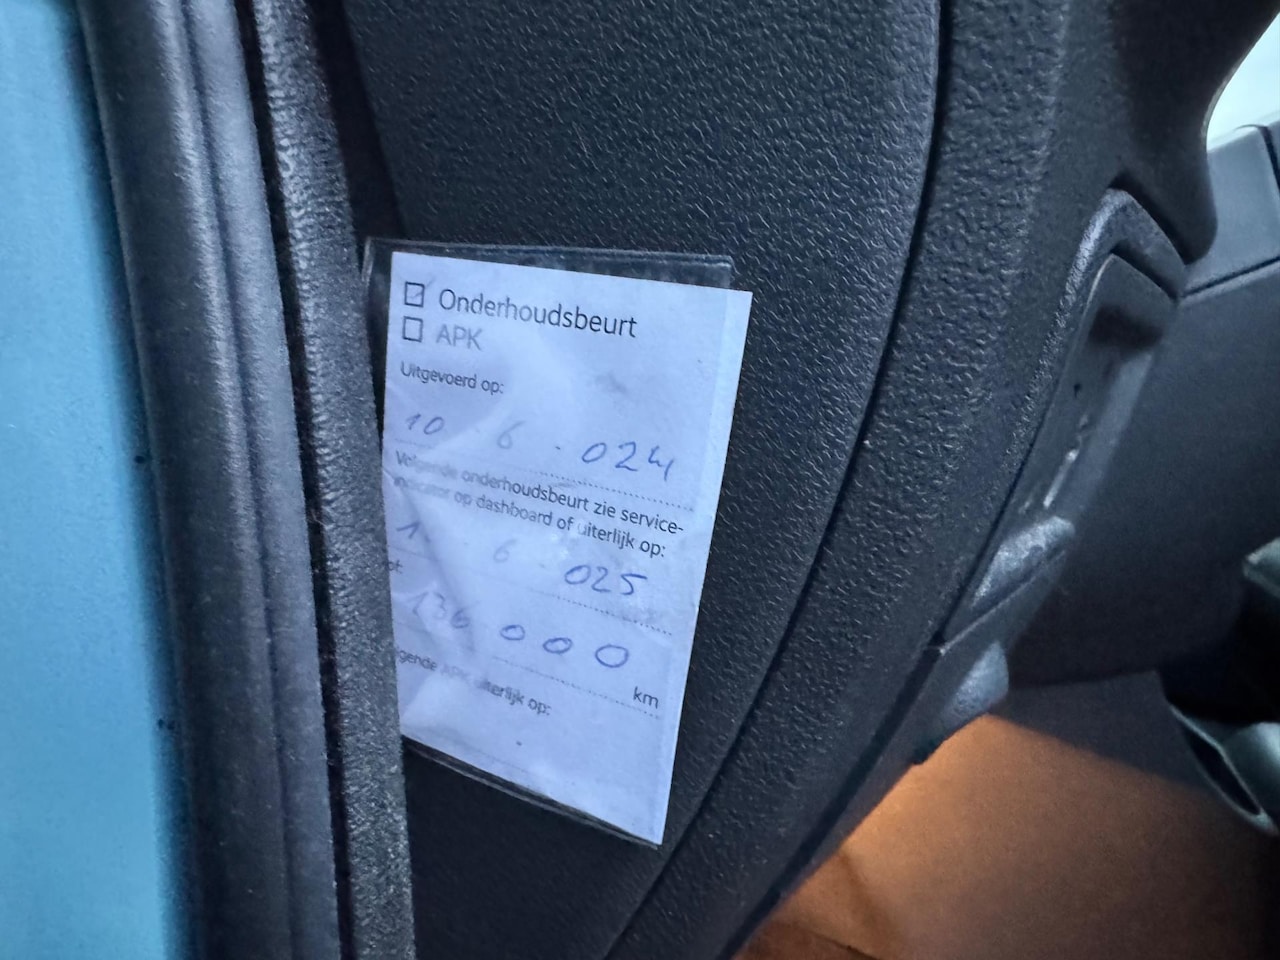 Onderhoudsbeurt
APK
Uitgevoerd op:
10 . 6 . 024
Volgende onderhoudsbeurt zie service-
indicator op dashboard of uiterlijk op:
6 . 025
136 000
km
uiterlijk op: